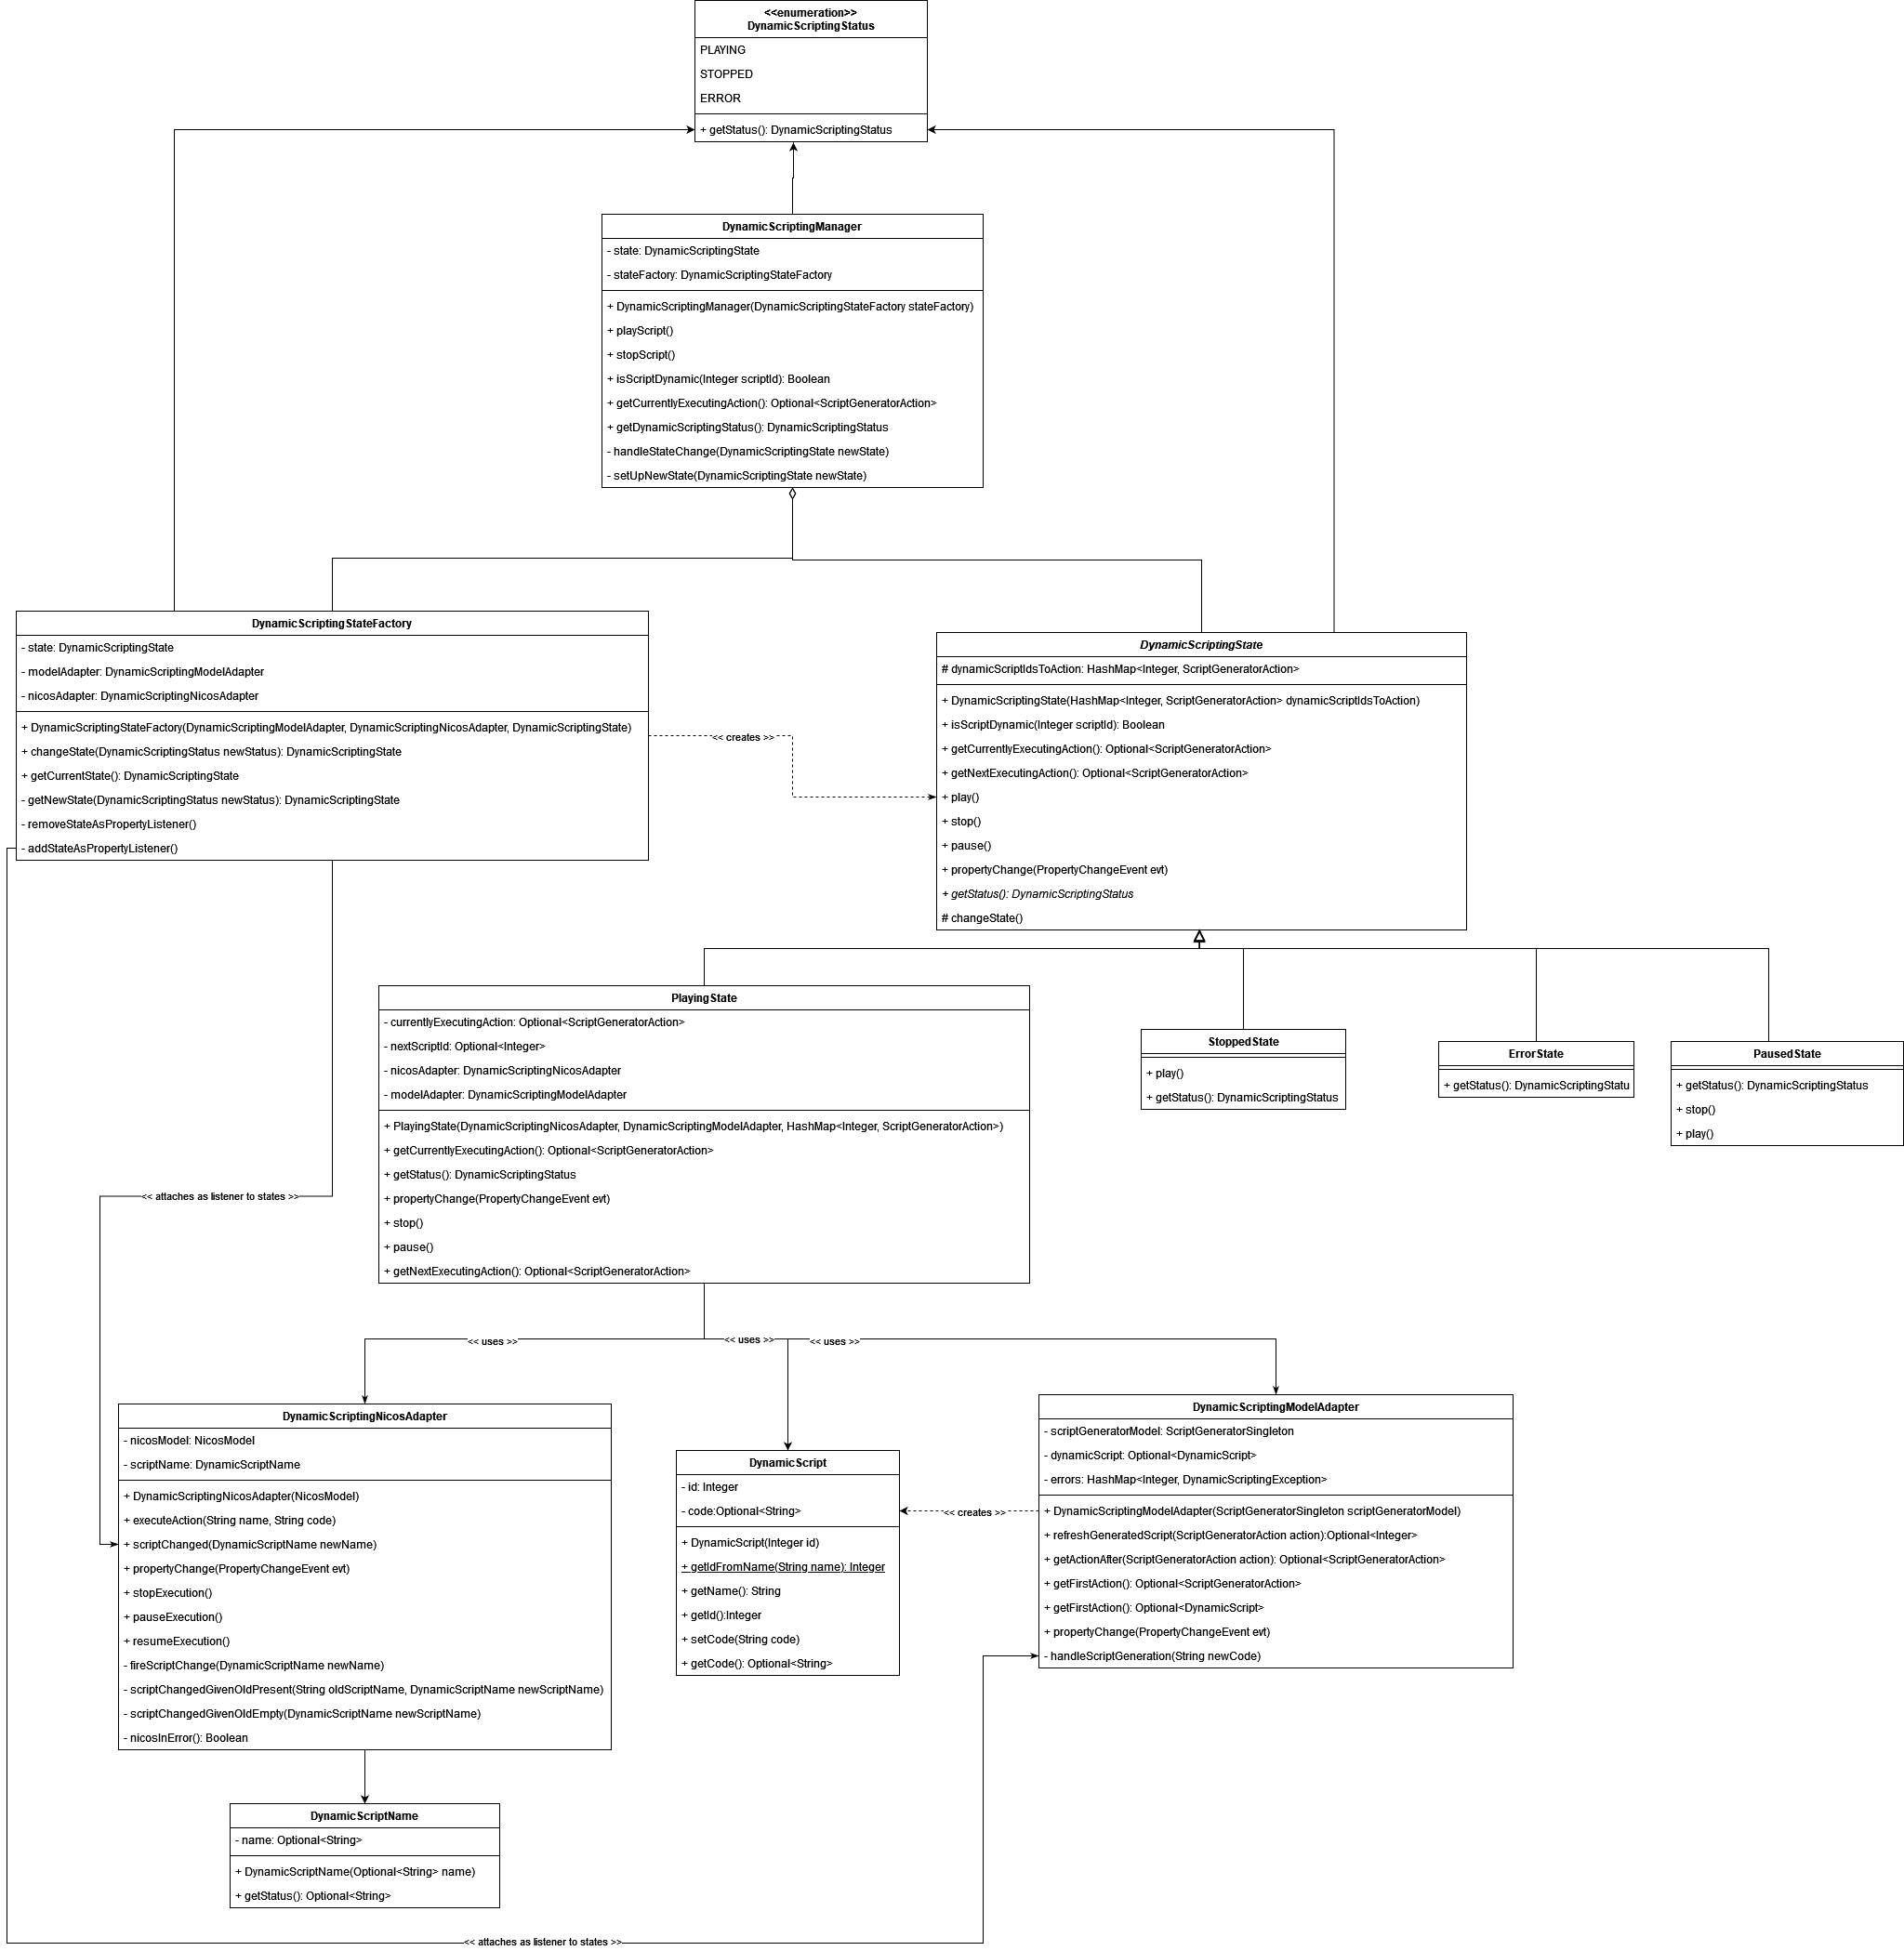 <<enumeration>>
DynamicScriptingStatus
PLAYING
STOPPED
ERROR
+ getStatus(): DynamicScriptingStatus
DynamicScriptingManager
- state: DynamicScriptingState
- stateFactory: DynamicScriptingStateFactory
+ DynamicScriptingManager(DynamicScriptingStateFactory stateFactory)
+ playScript()
+ stopScript()
+ isScriptDynamic(Integer scriptId): Boolean
+ getCurrentlyExecutingAction(): Optional<ScriptGeneratorAction>
+ getDynamicScriptingStatus(): DynamicScriptingStatus
- handleStateChange(DynamicScriptingState newState)
- setUpNewState(DynamicScriptingState newState)
DynamicScriptingStateFactory
- state: DynamicScriptingState
- modelAdapter: DynamicScriptingModelAdapter
- nicosAdapter: DynamicScriptingNicosAdapter
+ DynamicScriptingStateFactory(DynamicScriptingModelAdapter, DynamicScriptingNicosAdapter, DynamicScriptingState)
+ changeState(DynamicScriptingStatus newStatus): DynamicScriptingState
+ getCurrentState(): DynamicScriptingState
- getNewState(DynamicScriptingStatus newStatus): DynamicScriptingState
- removeStateAsPropertyListener()
- addStateAsPropertyListener()
<< creates >>
DynamicScriptingState
# dynamicScriptIdsToAction: HashMap<Integer, ScriptGeneratorAction>
+ DynamicScriptingState(HashMap<Integer, ScriptGeneratorAction> dynamicScriptIdsToAction)
+ isScriptDynamic(Integer scriptId): Boolean
+ getCurrentlyExecutingAction(): Optional<ScriptGeneratorAction>
+ getNextExecutingAction(): Optional<ScriptGeneratorAction>
+ play()
+ stop()
+ pause()
+ propertyChange(PropertyChangeEvent evt)
+ getStatus(): DynamicScriptingStatus
# changeState()
PlayingState
- currentlyExecutingAction: Optional<ScriptGeneratorAction>
- nextScriptId: Optional<Integer>
- nicosAdapter: DynamicScriptingNicosAdapter
- modelAdapter: DynamicScriptingModelAdapter
+ PlayingState(DynamicScriptingNicosAdapter, DynamicScriptingModelAdapter, HashMap<Integer, ScriptGeneratorAction>)
+ getCurrentlyExecutingAction(): Optional<ScriptGeneratorAction>
+ getStatus(): DynamicScriptingStatus
+ propertyChange(PropertyChangeEvent evt)
+ stop()
+ pause()
+ getNextExecutingAction(): Optional<ScriptGeneratorAction>
StoppedState
+ play()
+ getStatus(): DynamicScriptingStatus
ErrorState
+ getStatus(): DynamicScriptingStatu
PausedState
+ getStatus(): DynamicScriptingStatus
+ stop()
+ play()
<< attaches as listener to states >>
<< uses >>
<< uses >>
<< uses >>
DynamicScriptingNicosAdapter
- nicosModel: NicosModel
- scriptName: DynamicScriptName
+ DynamicScriptingNicosAdapter(NicosModel)
+ executeAction(String name, String code)
+ scriptChanged(DynamicScriptName newName)
+ propertyChange(PropertyChangeEvent evt)
+ stopExecution()
+ pauseExecution()
+ resumeExecution()
- fireScriptChange(DynamicScriptName newName)
- scriptChangedGivenOldPresent(String oldScriptName, DynamicScriptName newScriptName)
- scriptChangedGivenOldEmpty(DynamicScriptName newScriptName)
- nicosInError(): Boolean
DynamicScript
- id: Integer
- code:Optional<String>
+ DynamicScript(Integer id)
+ getIdFromName(String name): Integer
+ getName(): String
+ getId():Integer
+ setCode(String code)
+ getCode(): Optional<String>
<< creates >>
DynamicScriptingModelAdapter
- scriptGeneratorModel: ScriptGeneratorSingleton
- dynamicScript: Optional<DynamicScript>
- errors: HashMap<Integer, DynamicScriptingException>
+ DynamicScriptingModelAdapter(ScriptGeneratorSingleton scriptGeneratorModel)
+ refreshGeneratedScript(ScriptGeneratorAction action):Optional<Integer>
+ getActionAfter(ScriptGeneratorAction action): Optional<ScriptGeneratorAction>
+ getFirstAction(): Optional<ScriptGeneratorAction>
+ getFirstAction(): Optional<DynamicScript>
+ propertyChange(PropertyChangeEvent evt)
- handleScriptGeneration(String newCode)
DynamicScriptName
- name: Optional<String>
+ DynamicScriptName(Optional<String> name)
+ getStatus(): Optional<String>
<< attaches as listener to states >>